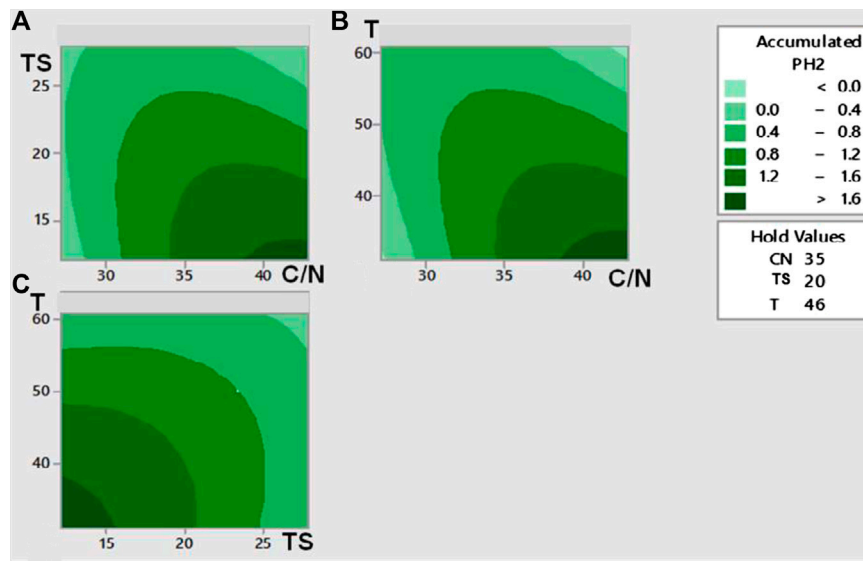 A
TS
25
20
15
30
35
40
C/N
B
T
60
50
40
30
35
40
C/N
Accumulated
PH2
< 0.0
0.0 – 0.4
0.4 – 0.8
0.8 – 1.2
1.2 – 1.6
> 1.6
Hold Values
CN 35
TS 20
T 46
C
T
60
50
40
15
20
25
TS